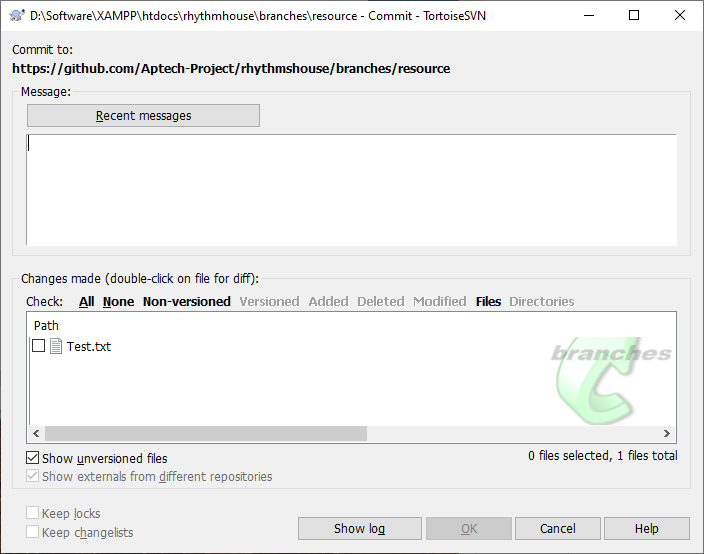 D:\Software\XAMPP\htdocs\rhythmhouse\branches\resource - Commit - TortoiseSVN
Commit to:
https://github.com/Aptech-Project/rhythmshouse/branches/resource
Message:
Recent messages
Changes made (double-click on file for diff):
Check: All None Non-versioned Versioned Added Deleted Modified Files Directories
Path
Test.txt
branches
Show unversioned files
0 files selected, 1 files total
Show externals from different repositories
Keep locks
Keep changelists
Show log OK Cancel Help